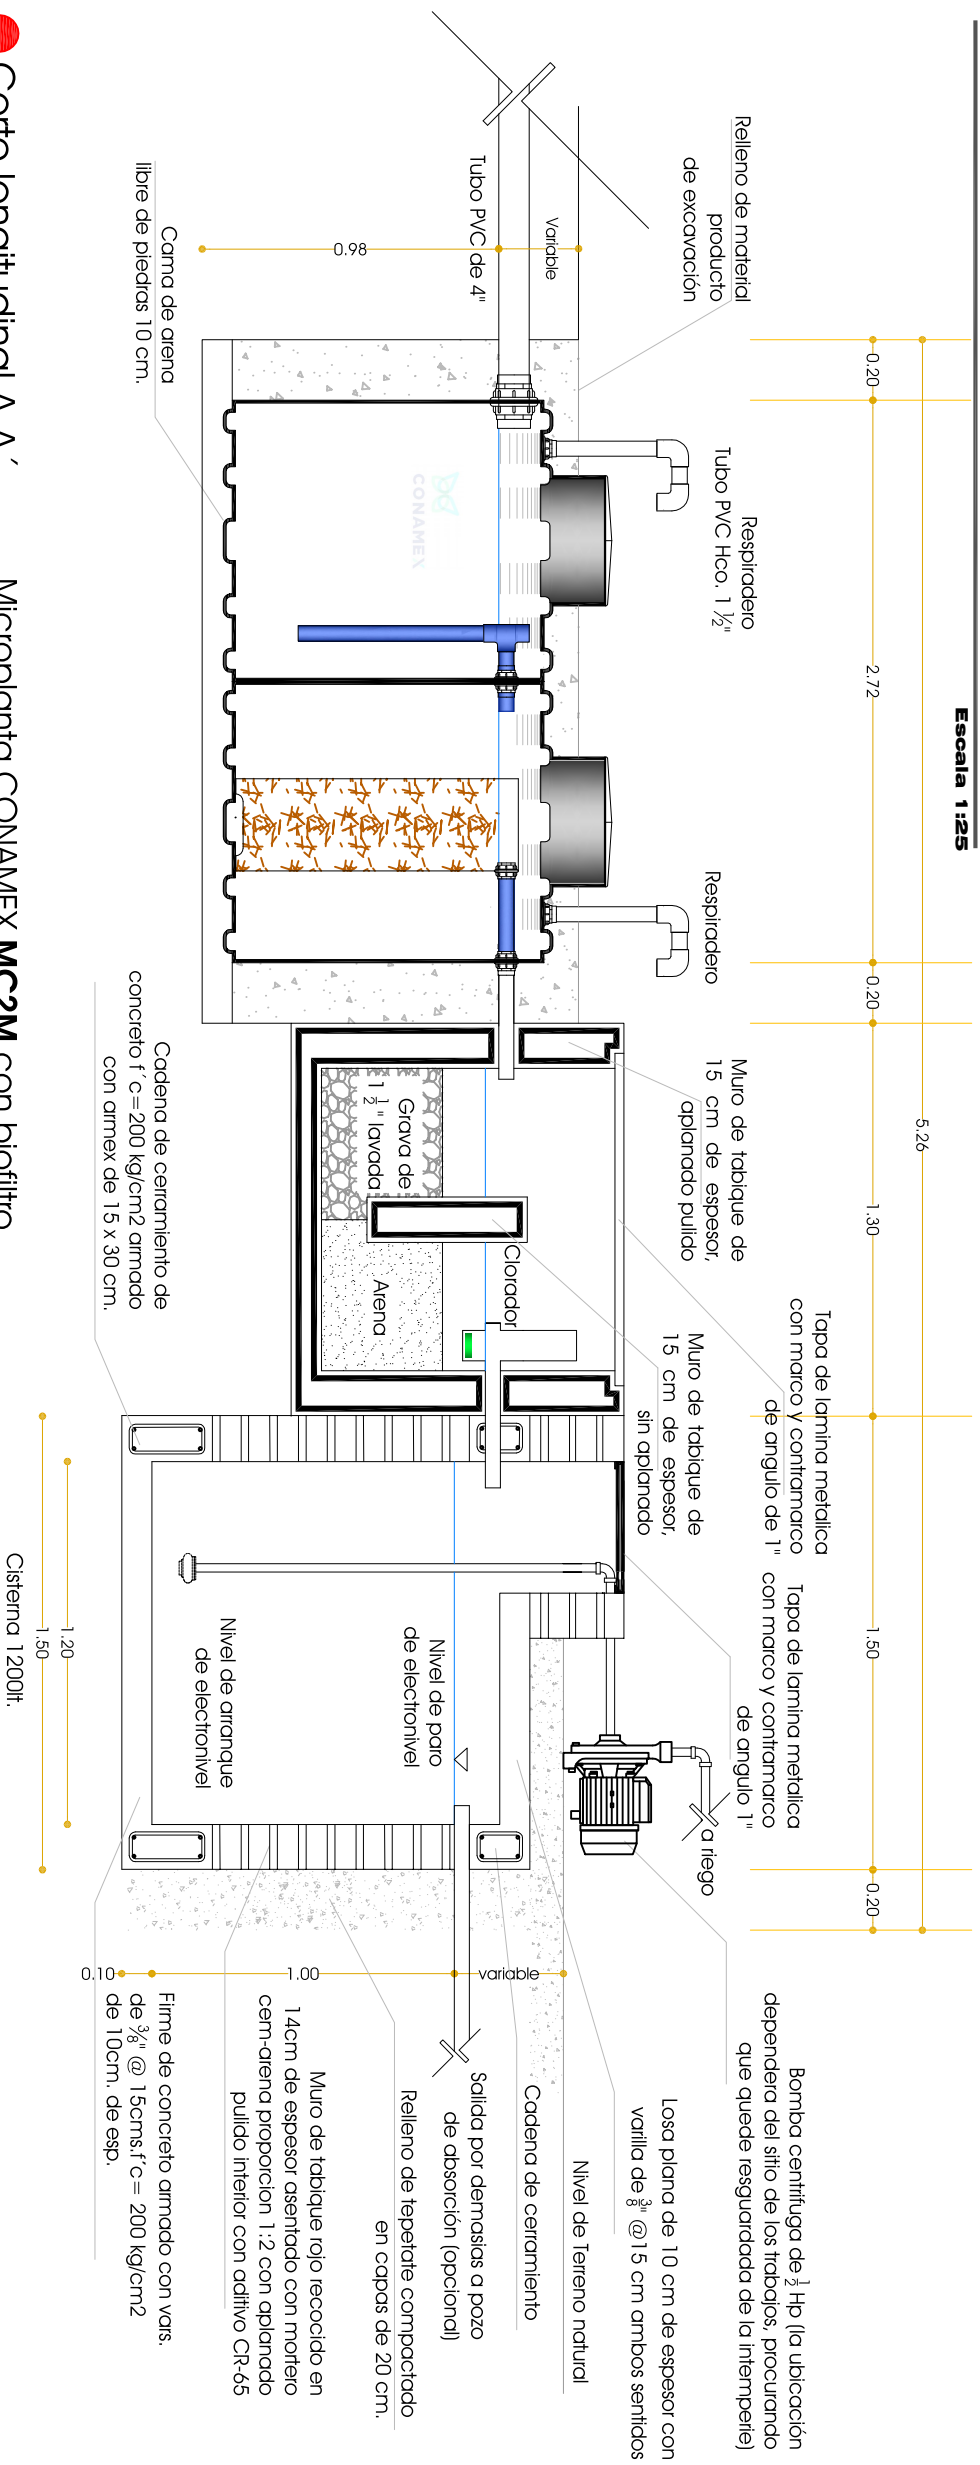 Escala 1:25
5.26
0.20
2.72
0.20
1.30
1.50
0.20
Relleno de material
producto
de excavación
Variable
0.98
Tubo PVC de 4"
Cama de arena
libre de piedras 10 cm.
Respiradero
Tubo PVC Hco. 1 ½"
CONAMEX
Respiradero
Muro de tabique de
15 cm de espesor,
aplanado pulido
Tapa de lamina metalica
con marco y contramarco
de angulo de 1"
Tapa de lamina metalica
con marco y contramarco
de angulo 1"
Muro de tabique de
15 cm de espesor,
sin aplanado
Clorador
Grava de
1 ½" lavada
Arena
Cadena de cerramiento de
concreto f´c=200 kg/cm2 armado
con armex de 15 x 30 cm.
a riego
Nivel de paro
de electronivel
Nivel de arranque
de electronivel
1.20
1.50
Cisterna 1200lt.
variable
1.00
0.10
Bomba centrifuga de ½ Hp (la ubicación
dependera del sitio de los trabajos, procurando
que quede resguardada de la intemperie)
Losa plana de 10 cm de espesor con
varilla de ⅜" @15 cm ambos sentidos
Nivel de Terreno natural
Cadena de cerramiento
Salida por demasias a pozo
de absorción (opcional)
Relleno de tepetate compactado
en capas de 20 cm.
Muro de tabique rojo recocido en
14cm de espesor asentado con mortero
cem-arena proporcion 1:2 con aplanado
pulido interior con aditivo CR-65
Firme de concreto armado con vars.
de ⅜" @ 15cms.f´c= 200 kg/cm2
de 10cm. de esp.
Corte longitudinal A-A´ Microplanta CONAMEX MC2M con biofiltro